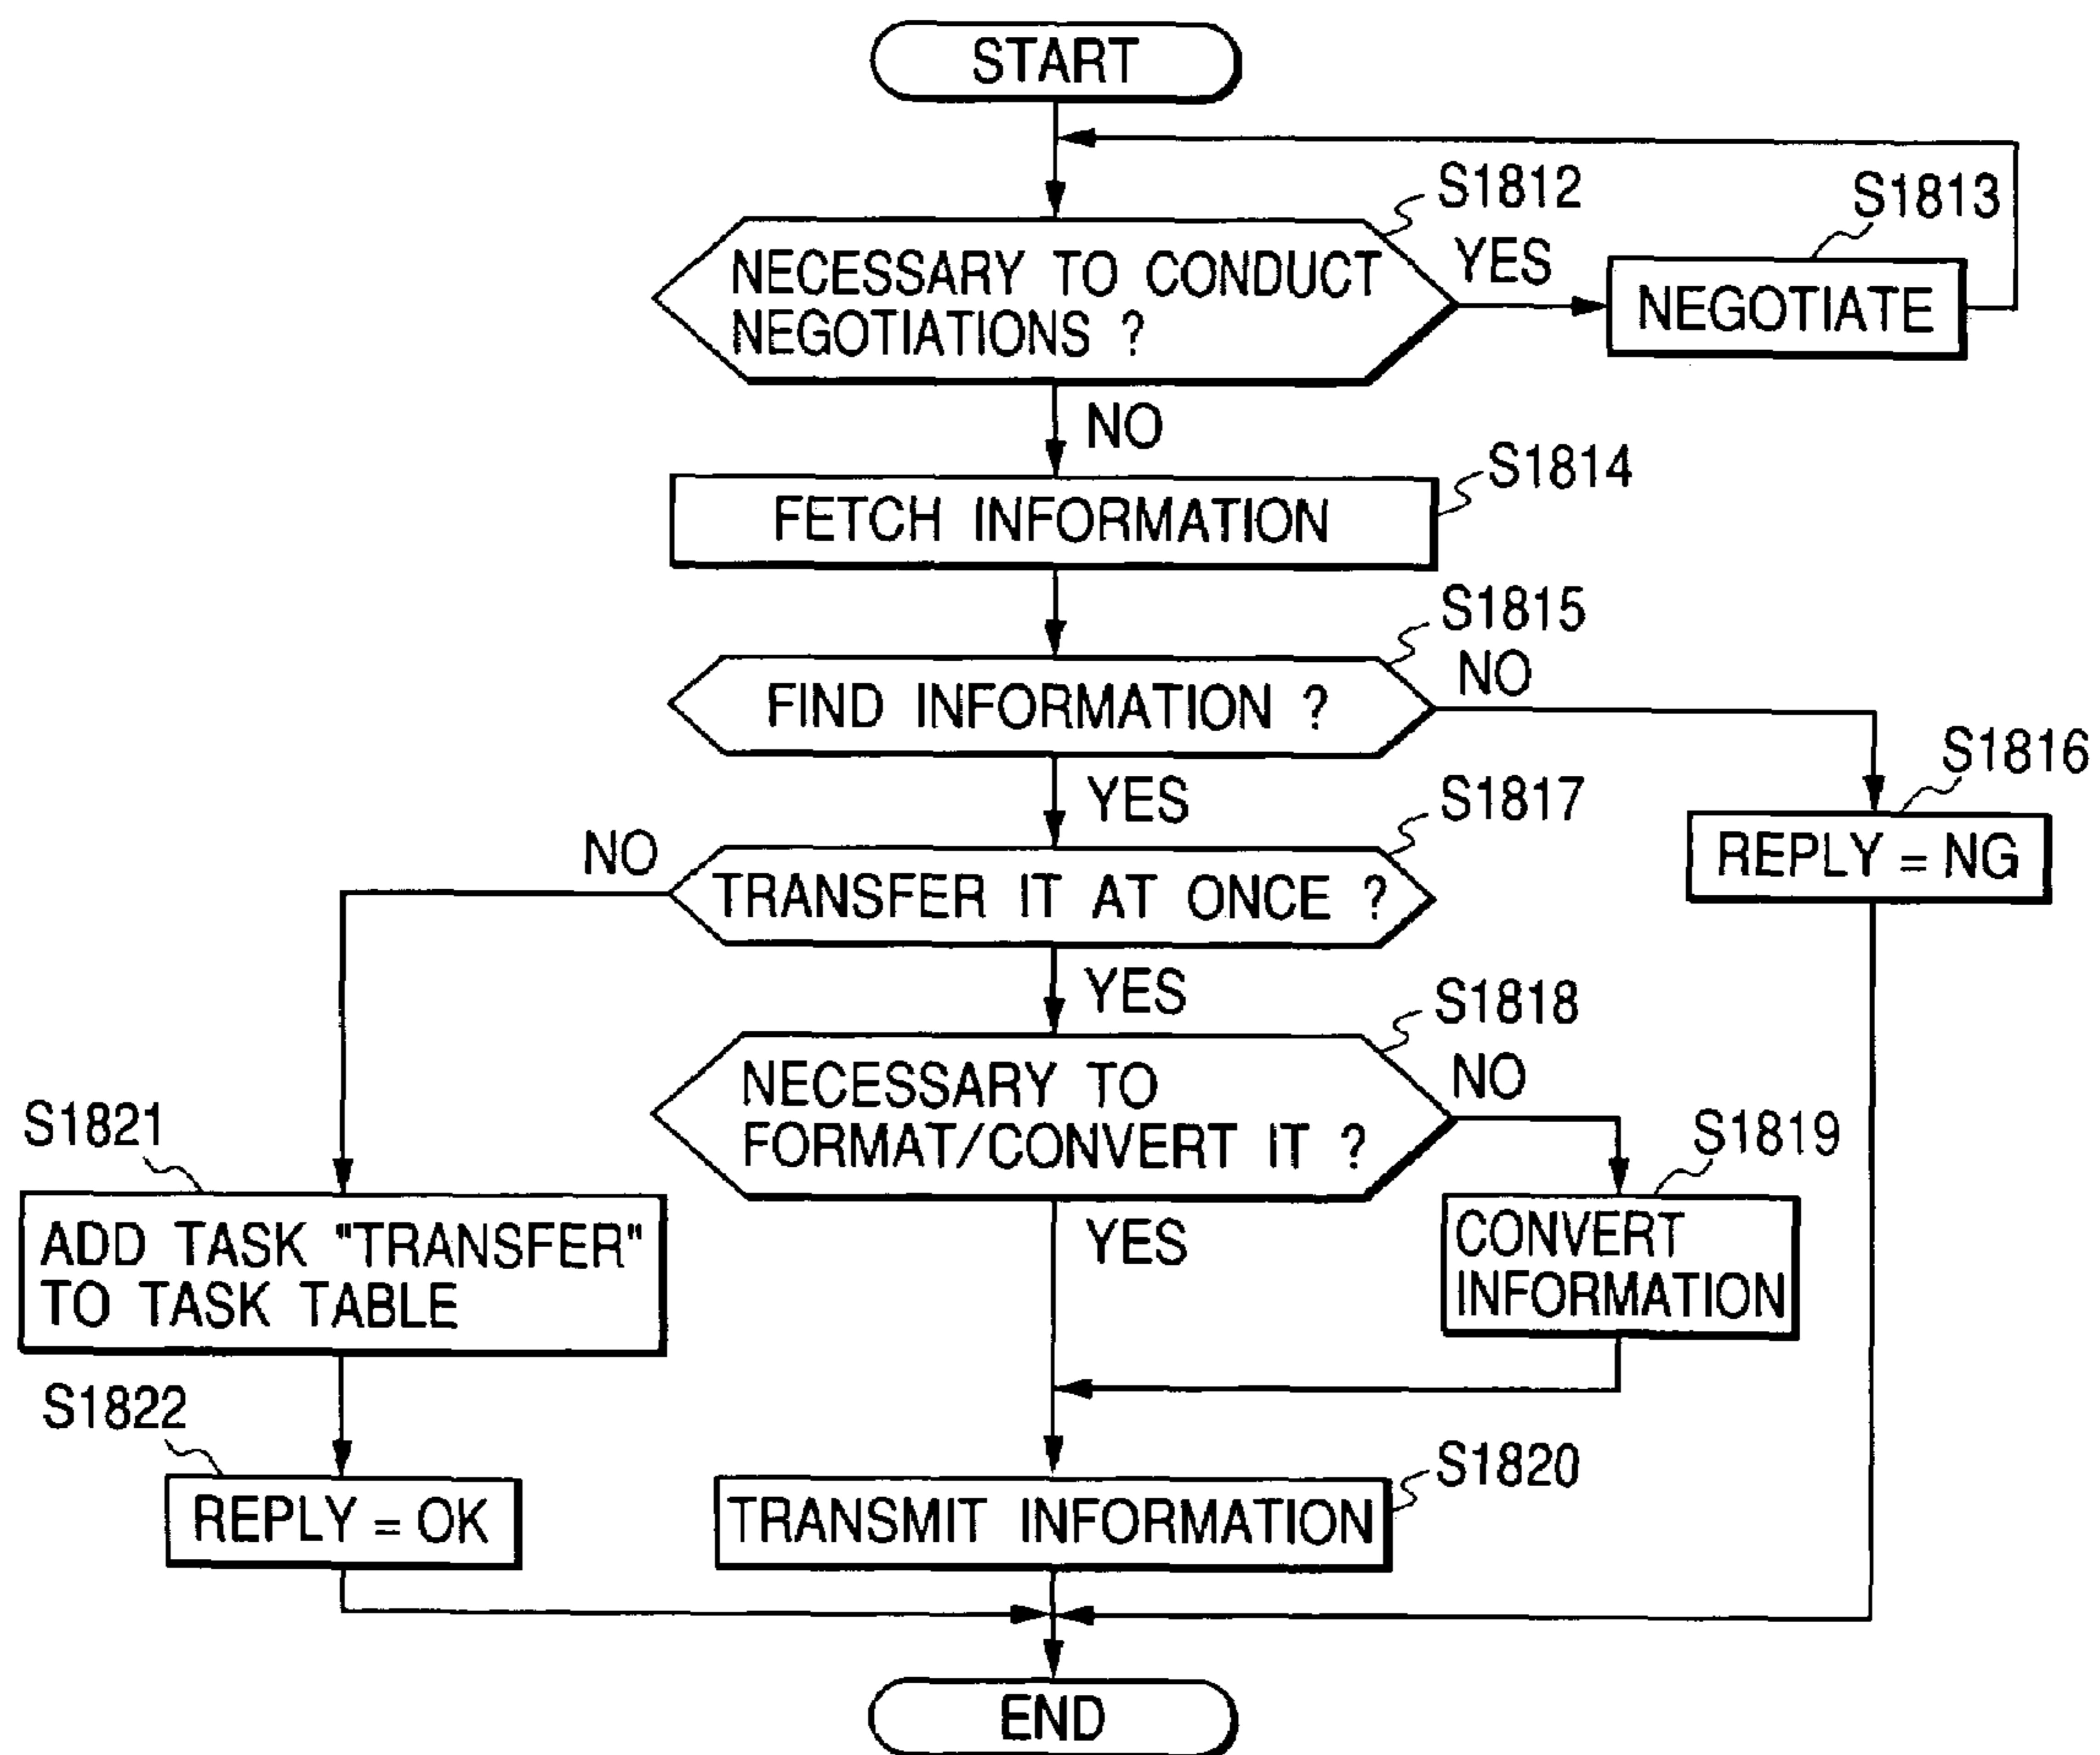 START
S1812
S1813
NECESSARY TO CONDUCT
NEGOTIATIONS ?
YES
NEGOTIATE
NO
S1814
FETCH INFORMATION
S1815
FIND INFORMATION ?
NO
S1816
YES
S1817
REPLY = NG
NO
TRANSFER IT AT ONCE ?
YES
S1818
NECESSARY TO
FORMAT/CONVERT IT ?
NO
S1819
S1821
ADD TASK "TRANSFER"
TO TASK TABLE
YES
CONVERT
INFORMATION
S1822
REPLY = OK
S1820
TRANSMIT INFORMATION
END